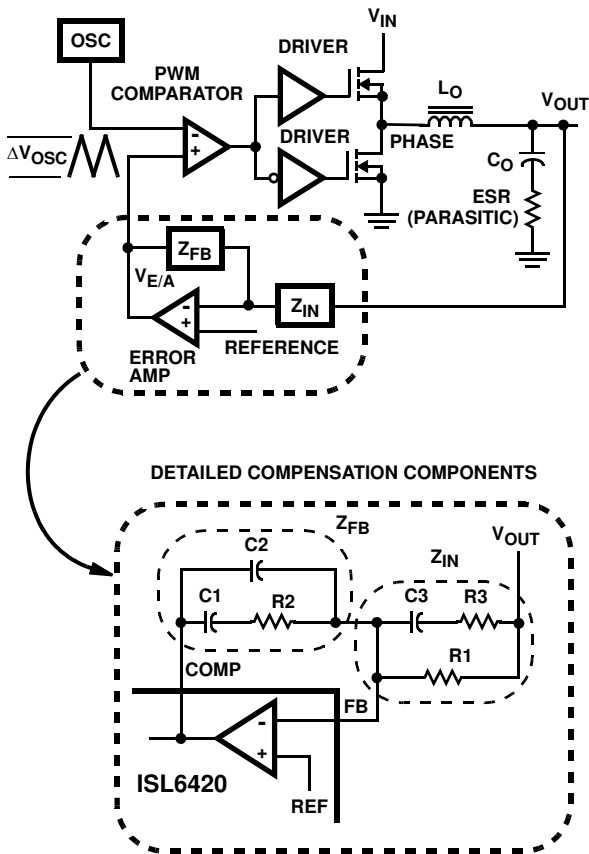 V_IN
OSC
DRIVER
PWM
COMPARATOR
L_O
V_OUT
-
+
DRIVER
PHASE
ΔV_OSC
C_O
ESR
(PARASITIC)
Z_FB
V_E/A
-
+
Z_IN
REFERENCE
ERROR
AMP
DETAILED COMPENSATION COMPONENTS
Z_FB
V_OUT
C2
Z_IN
C1
R2
C3
R3
R1
COMP
FB
-
+
ISL6420
REF